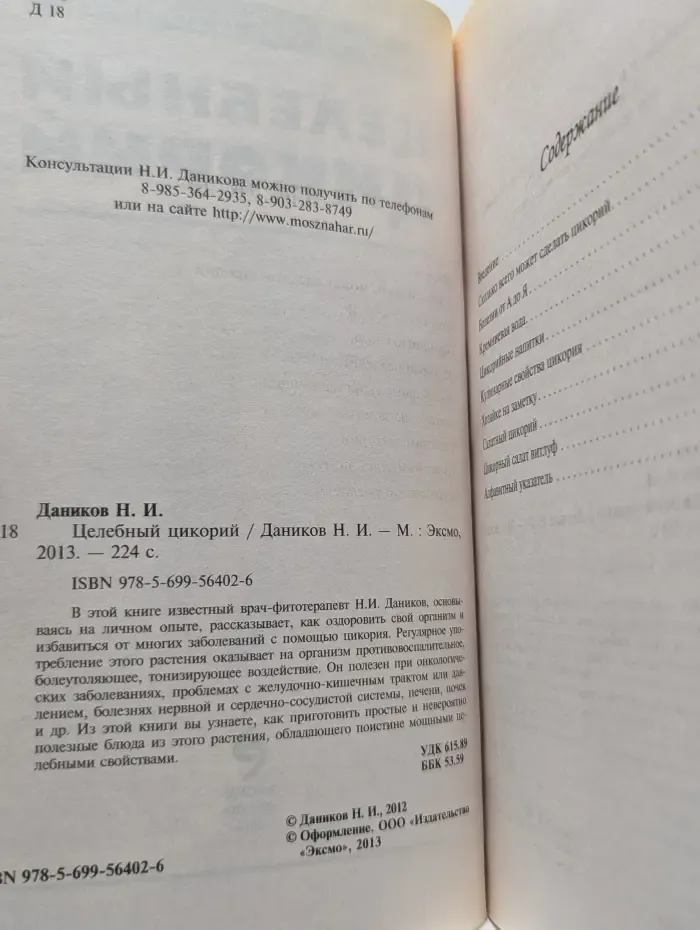 Д 18
Консультации Н.И. Даникова можно получить по телефонам
8-985-364-2935, 8-903-283-8749
или на сайте http://www.mosznahar.ru/
Даников Н. И.
18 Целебный цикорий / Даников Н. И. — М. : Эксмо,
2013. — 224 с.
ISBN 978-5-699-56402-6
В этой книге известный врач-фитотерапевт Н.И. Даников, основы-
ваясь на личном опыте, рассказывает, как оздоровить свой организм и
избавиться от многих заболеваний с помощью цикория. Регулярное упо-
требление этого растения оказывает на организм противовоспалительное,
болеутоляющее, тонизирующее воздействие. Он полезен при онкологиче-
ских заболеваниях, проблемах с желудочно-кишечным трактом или дав-
лением, болезнях нервной и сердечно-сосудистой системы, печени, почек
и др. Из этой книги вы узнаете, как приготовить простые и невероятно
полезные блюда из этого растения, обладающего поистине мощными це-
лебными свойствами.
УДК 615.89
ББК 53.59
© Даников Н. И., 2012
© Оформление. ООО «Издательство
«Эксмо», 2013
BN 978-5-699-56402-6
Содержание
Введение
Сколько всего может сделать цикорий
Болезни от А до Я
Кремниевая вода
Цикорийные напитки
Кулинарные свойства цикория
Хозяйке на заметку
Салатный цикорий
Цикорный салат витлуф
Алфавитный указатель